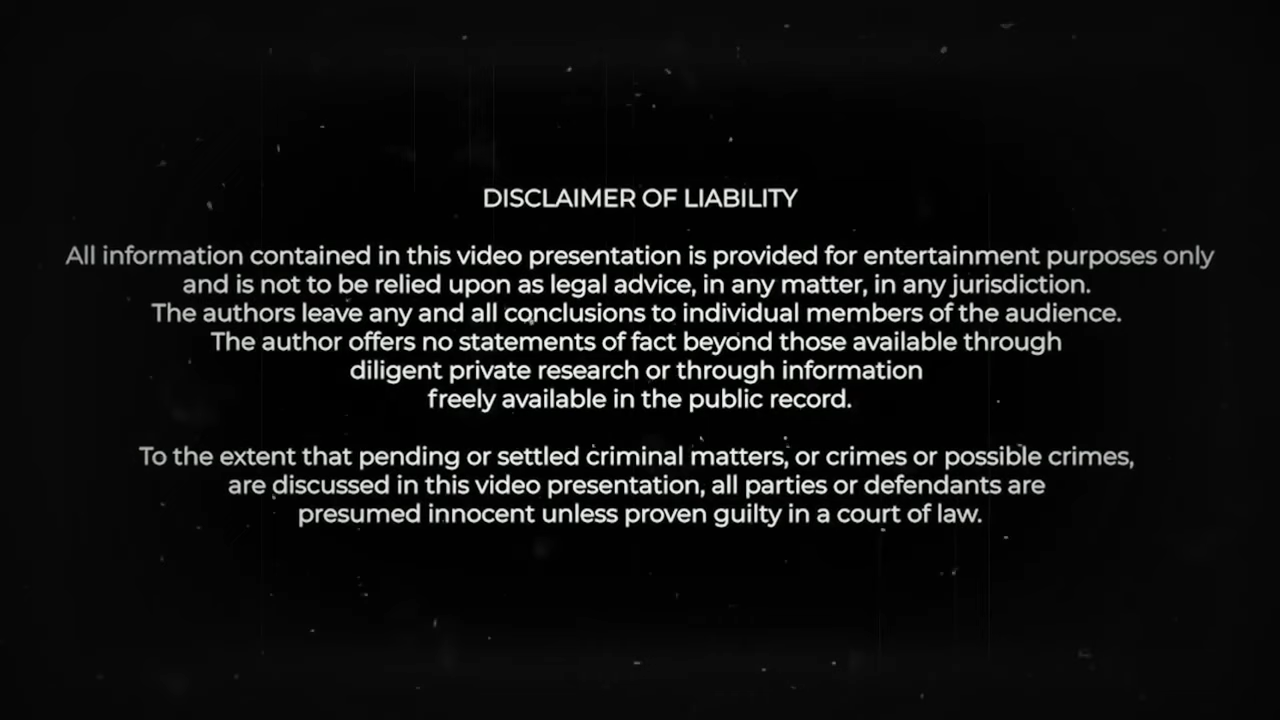 DISCLAIMER OF LIABILITY
All information contained in this video presentation is provided for entertainment purposes only
and is not to be relied upon as legal advice, in any matter, in any jurisdiction.
The authors leave any and all conclusions to individual members of the audience.
The author offers no statements of fact beyond those available through
diligent private research or through information
freely available in the public record.
To the extent that pending or settled criminal matters, or crimes or possible crimes,
are discussed in this video presentation, all parties or defendants are
presumed innocent unless proven guilty in a court of law.